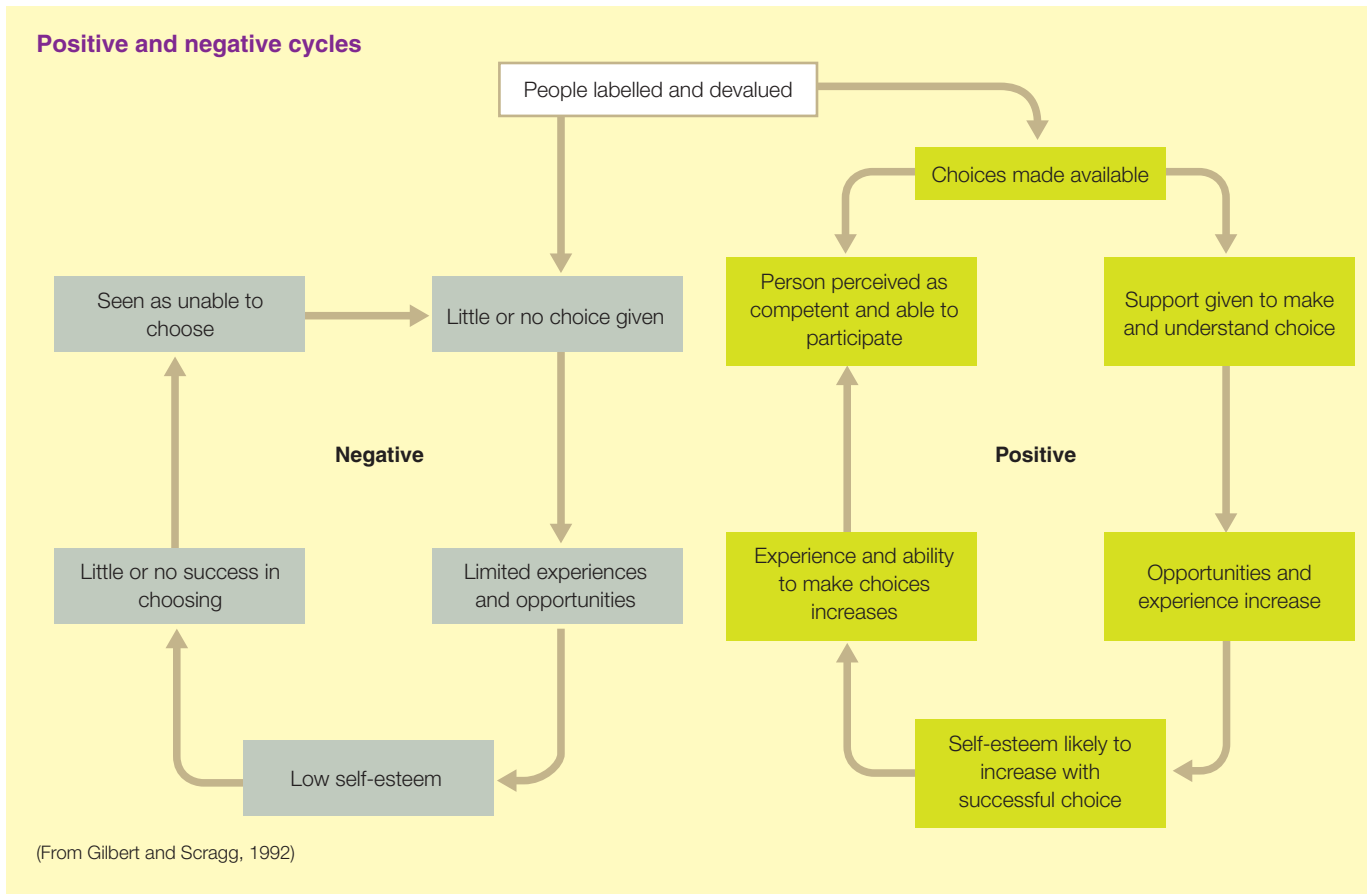 Positive and negative cycles
People labelled and devalued
Choices made available
Seen as unable to
choose
Little or no choice given
Person perceived as
competent and able to
participate
Support given to make
and understand choice
Negative
Positive
Little or no success in
choosing
Limited experiences
and opportunities
Experience and ability
to make choices
increases
Opportunities and
experience increase
Low self-esteem
Self-esteem likely to
increase with
successful choice
(From Gilbert and Scragg, 1992)